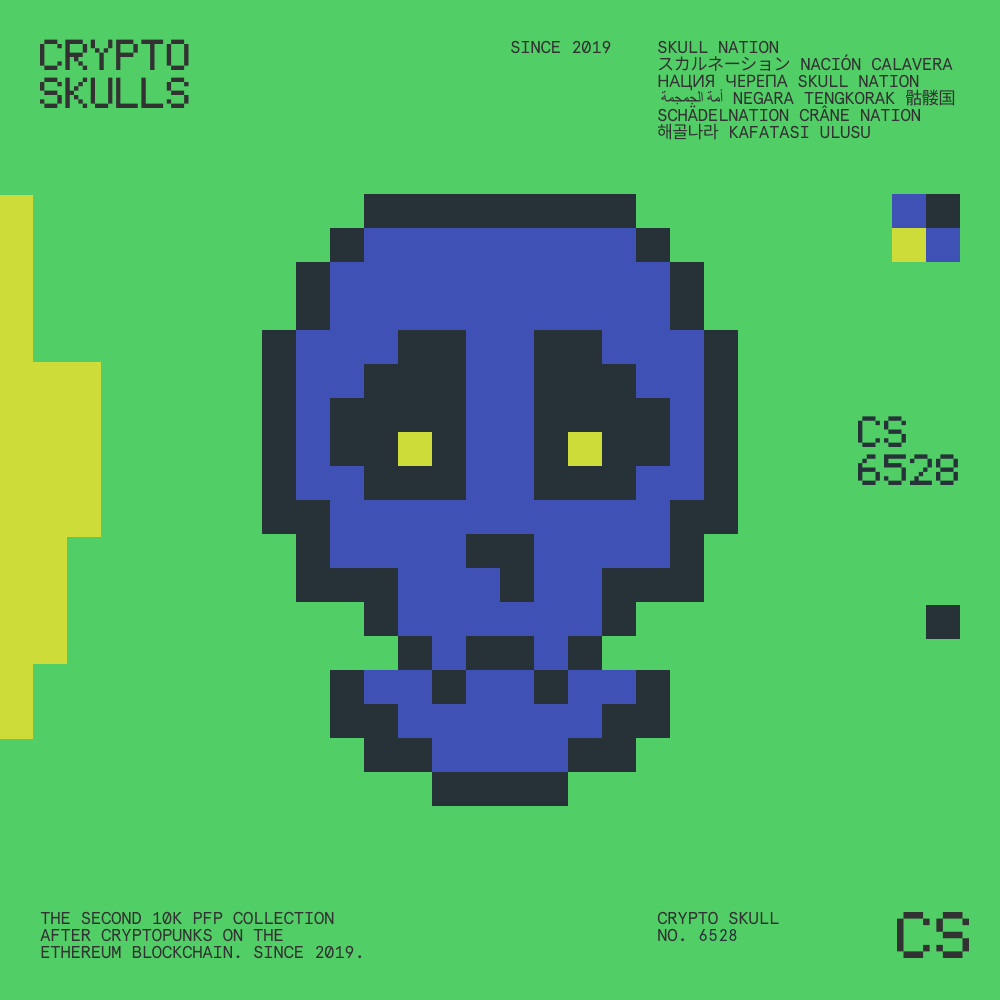 CRYPTO
SKULLS
SINCE 2019
SKULL NATION
スカルネーション NACIÓN CALAVERA
НАЦИЯ ЧЕРЕПА SKULL NATION
أمة الجمجمة NEGARA TENGKORAK 骷髅国
SCHÄDELNATION CRÂNE NATION
해골나라 KAFATASI ULUSU
CS
6528
THE SECOND 10K PFP COLLECTION
AFTER CRYPTOPUNKS ON THE
ETHEREUM BLOCKCHAIN. SINCE 2019.
CRYPTO SKULL
NO. 6528
CS